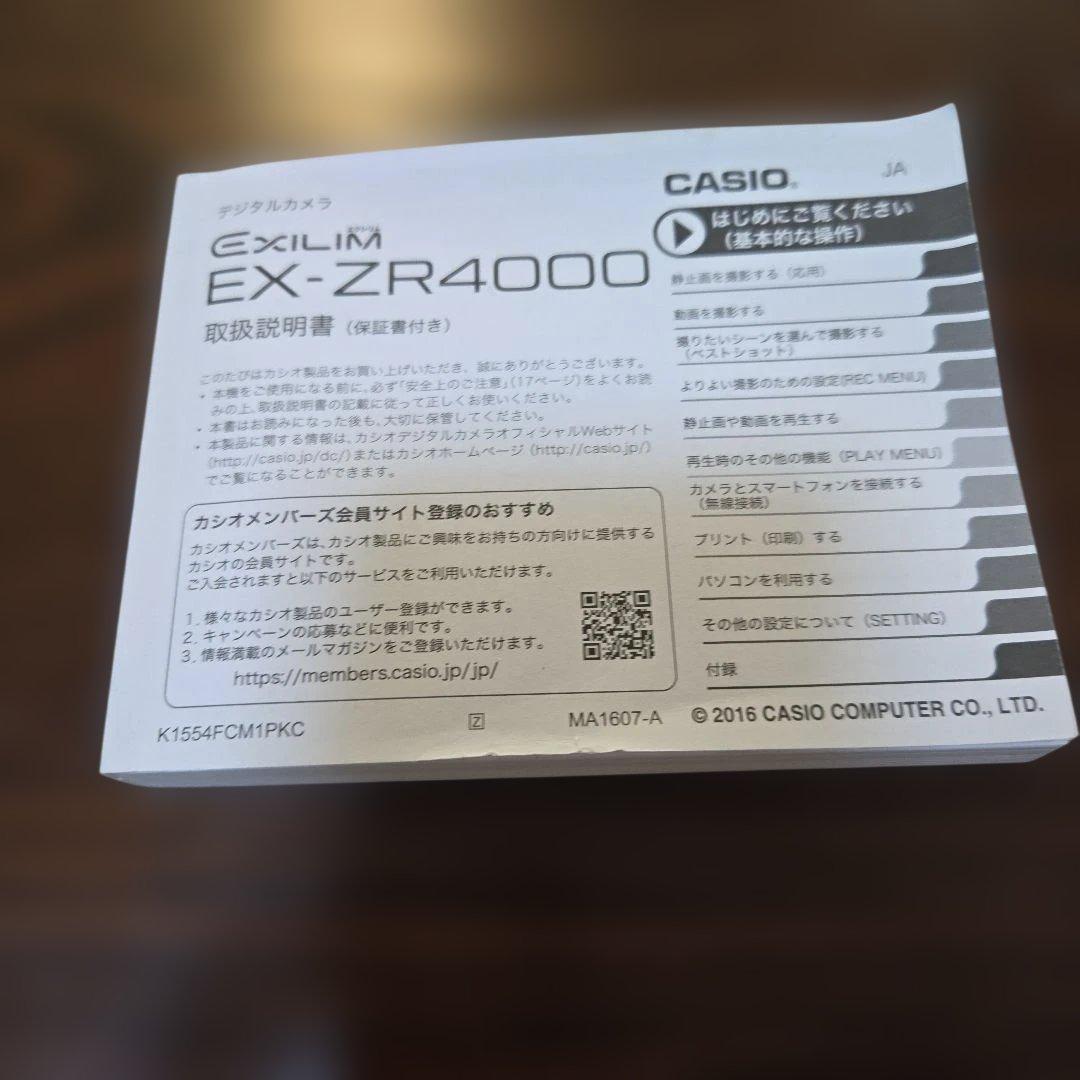 デジタルカメラ
エクシリム
EXILIM
EX-ZR4000
取扱説明書（保証書付き）
このたびはカシオ製品をお買い上げいただき、誠にありがとうございます。
• 本機をご使用になる前に、必ず「安全上のご注意」（17ページ）をよくお読
みの上、取扱説明書の記載に従って正しくお使いください。
• 本書はお読みになった後も、大切に保管してください。
• 本製品に関する情報は、カシオデジタルカメラオフィシャルWebサイト
（http://casio.jp/dc/）またはカシオホームページ（http://casio.jp/）
でご覧になることができます。
カシオメンバーズ会員サイト登録のおすすめ
カシオメンバーズは、カシオ製品にご興味をお持ちの方向けに提供する
カシオの会員サイトです。
ご入会されますと以下のサービスをご利用いただけます。
1. 様々なカシオ製品のユーザー登録ができます。
2. キャンペーンの応募などに便利です。
3. 情報満載のメールマガジンをご登録いただけます。
https://members.casio.jp/jp/
K1554FCM1PKC
Z
MA1607-A
CASIO®
JA
はじめにご覧ください
（基本的な操作）
静止画を撮影する（応用）
動画を撮影する
撮りたいシーンを選んで撮影する
（ベストショット）
よりよい撮影のための設定(REC MENU)
静止画や動画を再生する
再生時のその他の機能（PLAY MENU）
カメラとスマートフォンを接続する
（無線接続）
プリント（印刷）する
パソコンを利用する
その他の設定について（SETTING）
付録
© 2016 CASIO COMPUTER CO., LTD.